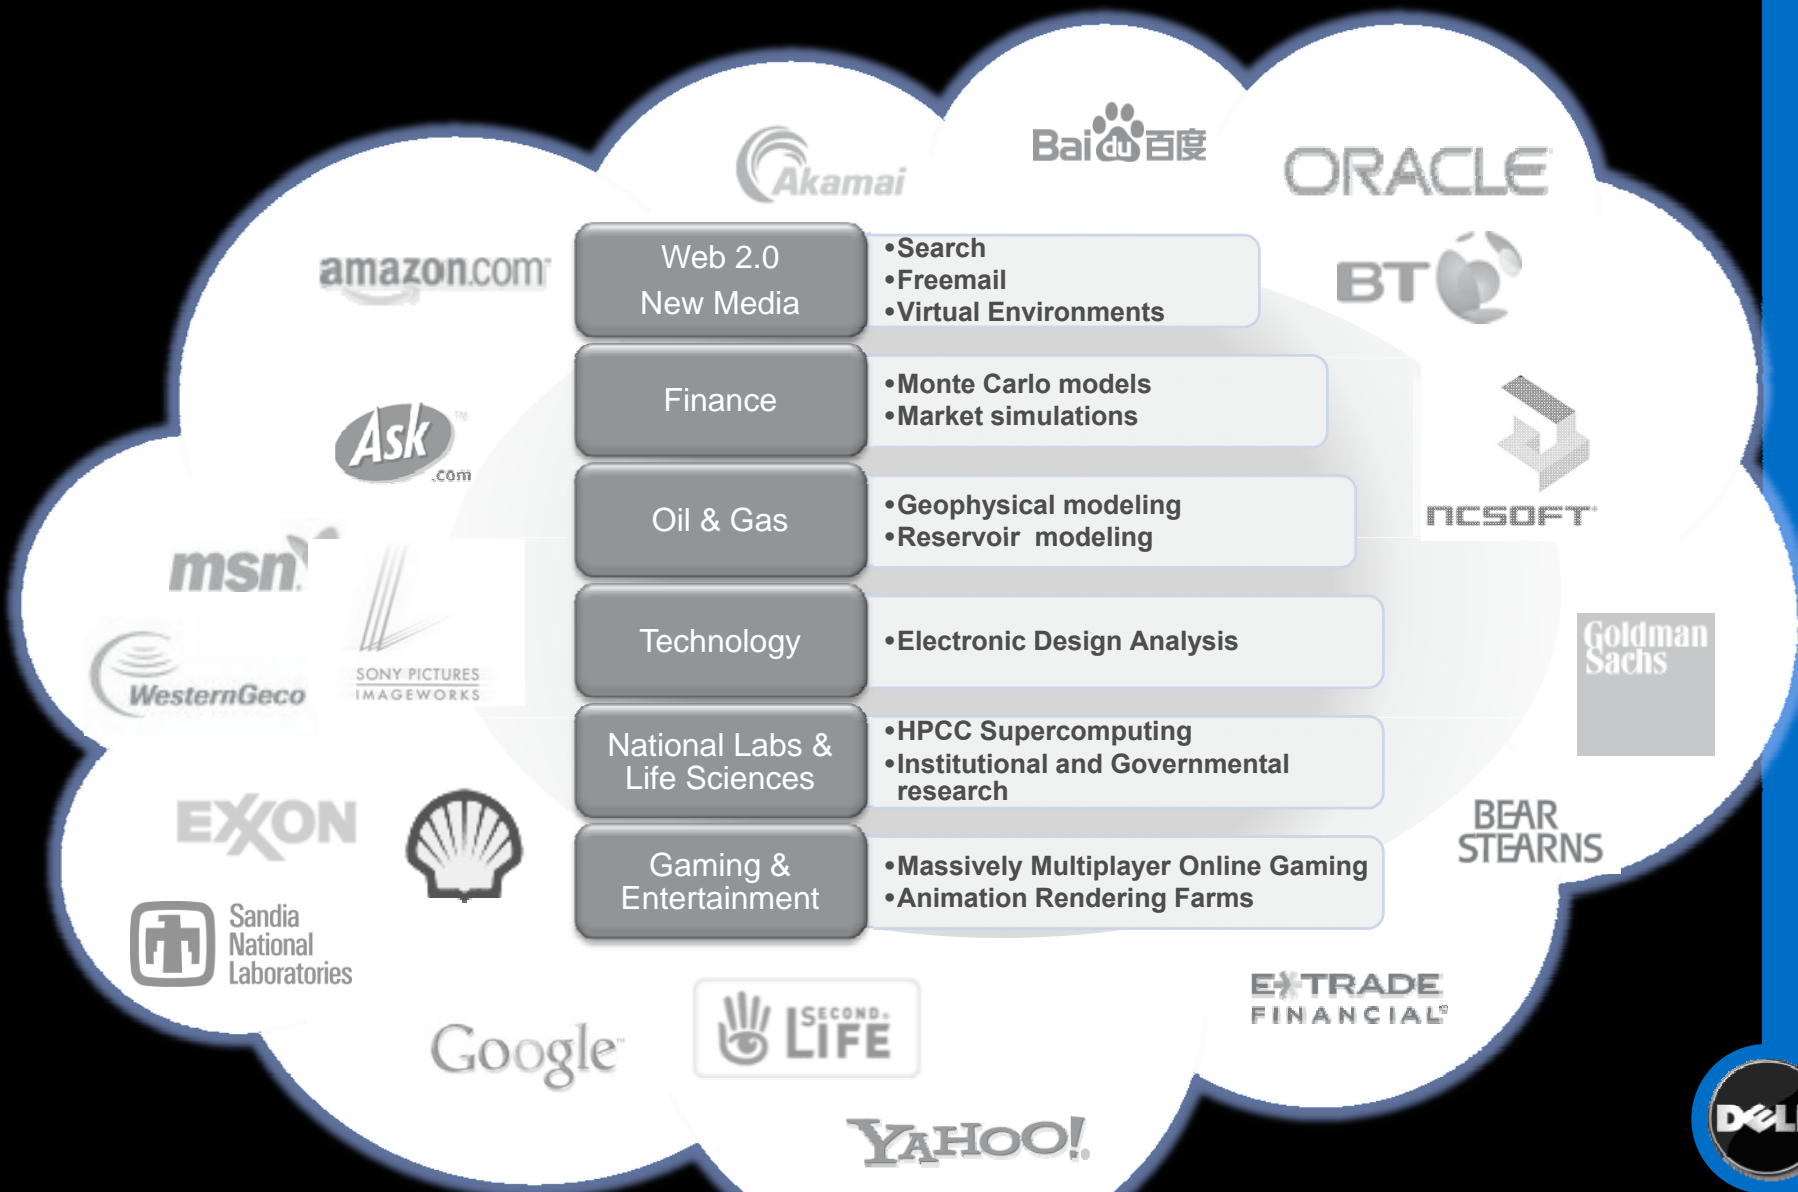 Akamai
Bai du 百度
ORACLE
amazon.com
BT
Web 2.0
New Media
•Search
•Freemail
•Virtual Environments
Finance
•Monte Carlo models
•Market simulations
Ask™
.com
ncsoft
Oil & Gas
•Geophysical modeling
•Reservoir modeling
msn
SONY PICTURES
IMAGEWORKS
WesternGeco
Technology
•Electronic Design Analysis
Goldman
Sachs
National Labs &
Life Sciences
•HPCC Supercomputing
•Institutional and Governmental
research
EXXON
BEAR
STEARNS
Gaming &
Entertainment
•Massively Multiplayer Online Gaming
•Animation Rendering Farms
Sandia
National
Laboratories
E*TRADE
FINANCIAL®
Google™
SECOND
LIFE
YAHOO!
DELL